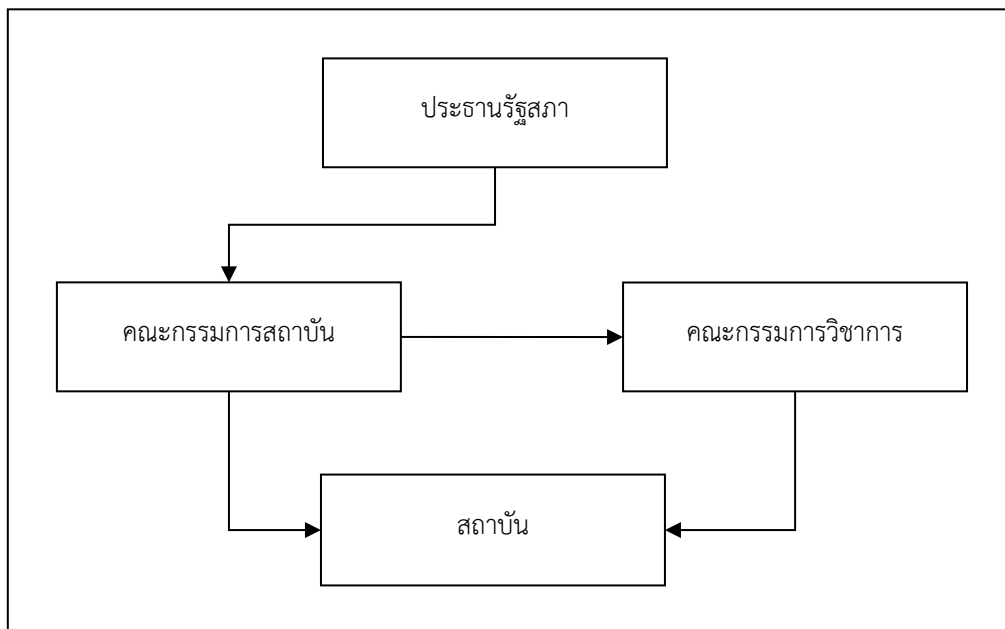 ประธานรัฐสภา
คณะกรรมการสถาบัน
คณะกรรมการวิชาการ
สถาบัน